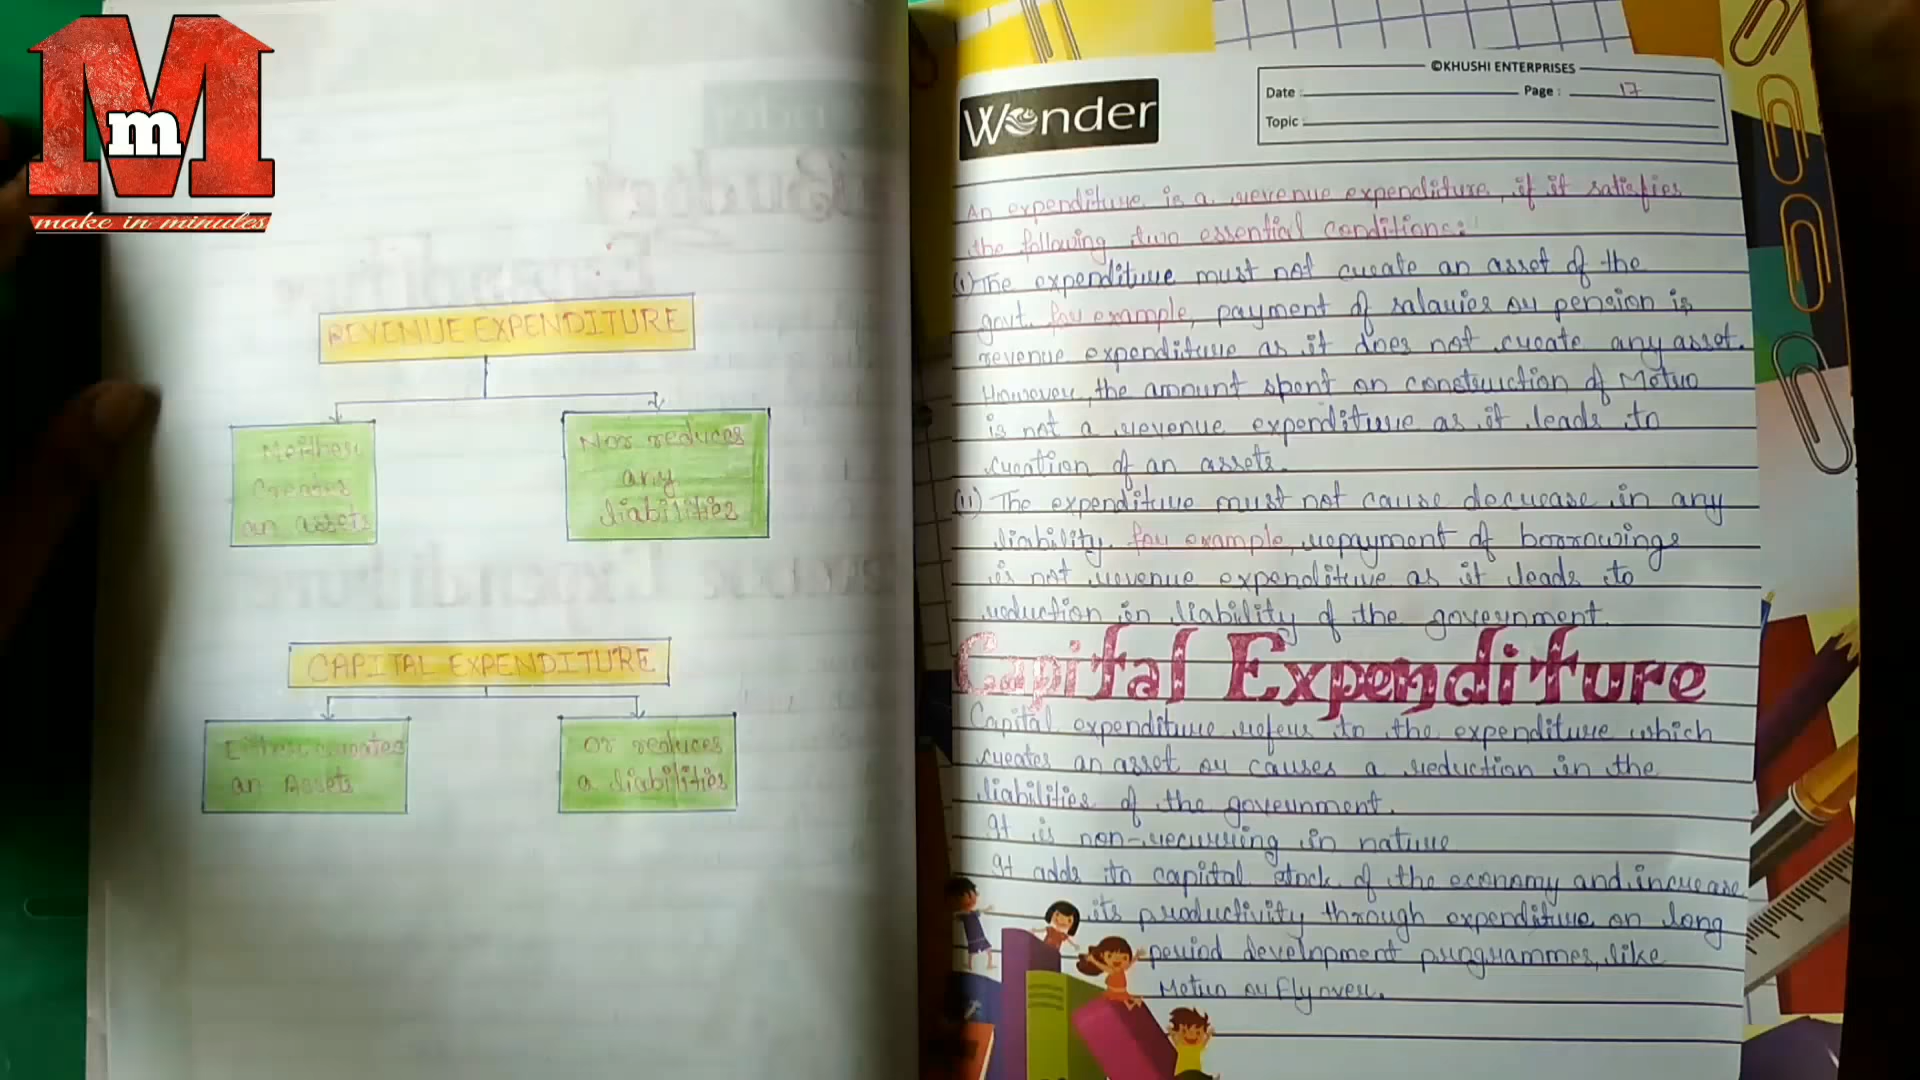 M
m
make in minutes
REVENUE EXPENDITURE
Neither
Creates
an assets
Nor reduces
any
liabilities
CAPITAL EXPENDITURE
Either creates
an Assets
Or reduces
a liabilities
©KHUSHI ENTERPRISES
Wonder
Date :
Page : 17
Topic :
An expenditure is a revenue expenditure, if it satisfies
the following two essential conditions:
(i) The expenditure must not create an asset of the
govt. for example, payment of salaries or pension is
revenue expenditure as it does not create any asset.
However, the amount spent on construction of Metro
is not a revenue expenditure as it leads to
creation of an assets.
(ii) The expenditure must not cause decrease in any
liability. for example, repayment of borrowings
is not revenue expenditure as it leads to
reduction in liability of the government.
Capital Expenditure
Capital expenditure refers to the expenditure which
creates an asset or causes a reduction in the
liabilities of the government.
It is non-recurring in nature
It adds to capital stock of the economy and increase
its productivity through expenditure on long
period development programmes, like
Metro or Flyover.